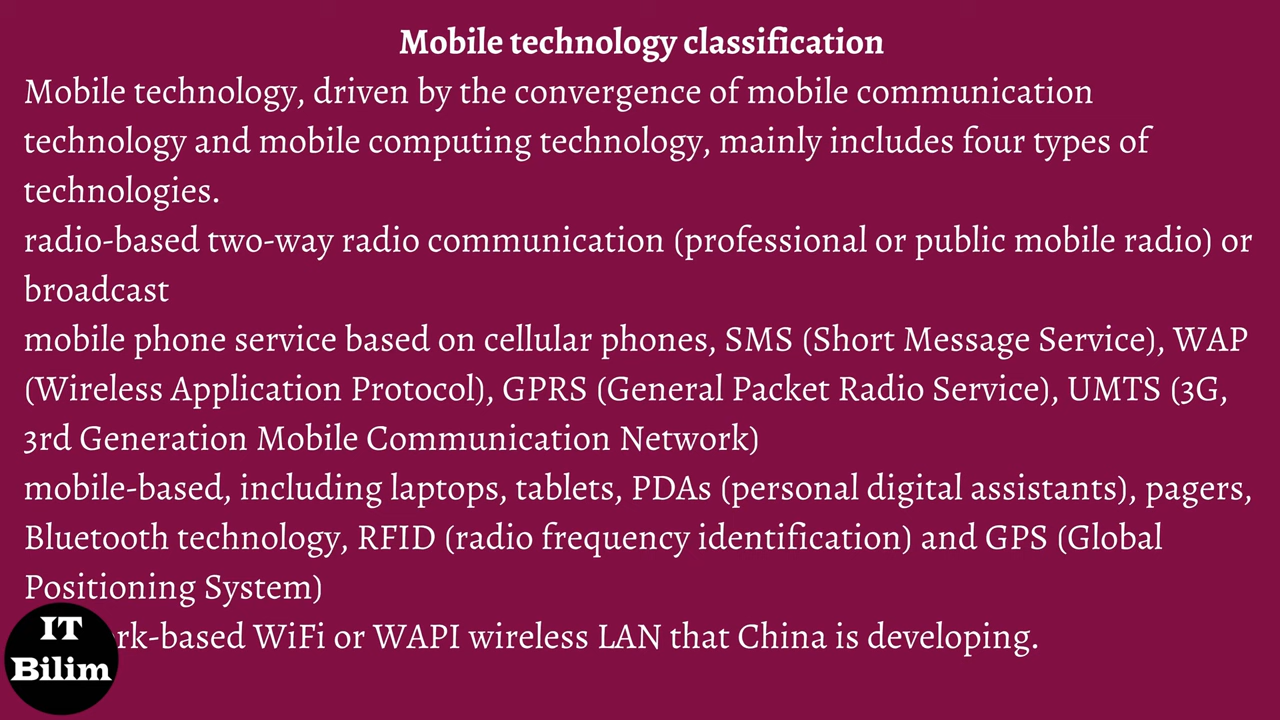 Mobile technology classification
Mobile technology, driven by the convergence of mobile communication
technology and mobile computing technology, mainly includes four types of
technologies.
radio-based two-way radio communication (professional or public mobile radio) or
broadcast
mobile phone service based on cellular phones, SMS (Short Message Service), WAP
(Wireless Application Protocol), GPRS (General Packet Radio Service), UMTS (3G,
3rd Generation Mobile Communication Network)
mobile-based, including laptops, tablets, PDAs (personal digital assistants), pagers,
Bluetooth technology, RFID (radio frequency identification) and GPS (Global
Positioning System)
rk-based WiFi or WAPI wireless LAN that China is developing.
IT
Bilim